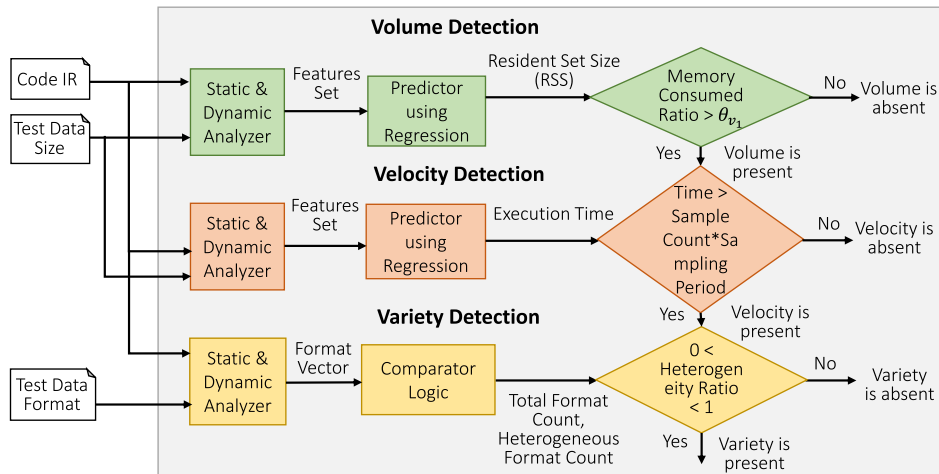 Volume Detection
Code IR
Test Data
Size
Static &
Dynamic
Analyzer
Features
Set
Predictor
using
Regression
Resident Set Size
(RSS)
Memory
Consumed
Ratio > θv1
No
Volume is
absent
Yes
Volume is
present
Velocity Detection
Static &
Dynamic
Analyzer
Features
Set
Predictor
using
Regression
Execution Time
Time >
Sample
Count*Sa
mpling
Period
No
Velocity is
absent
Yes
Velocity is
present
Variety Detection
Test Data
Format
Static &
Dynamic
Analyzer
Format
Vector
Comparator
Logic
Total Format
Count,
Heterogeneous
Format Count
0 <
Heterogen
eity Ratio
< 1
No
Variety
is absent
Yes
Variety is
present